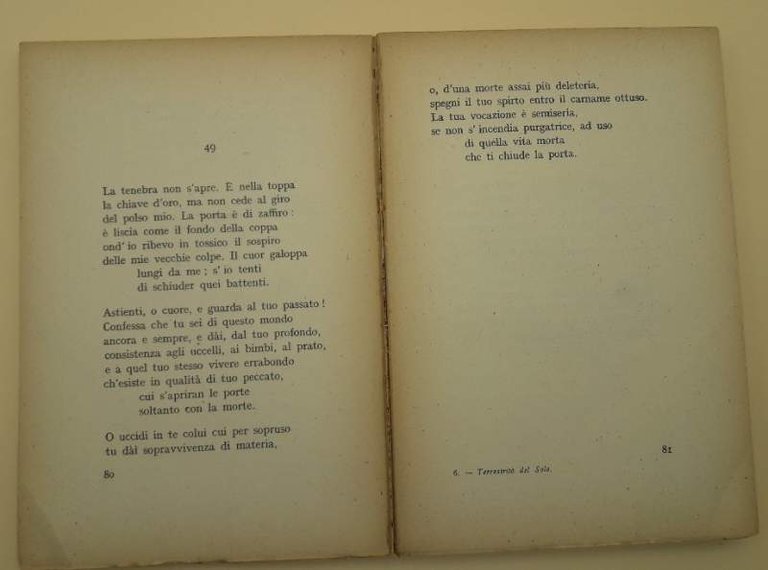 49
La tenebra non s'apre. È nella toppa
la chiave d'oro, ma non cede al giro
del polso mio. La porta è di zaffiro:
è liscia come il fondo della coppa
ond' io ribevo in tossico il sospiro
delle mie vecchie colpe. Il cuor galoppa
lungi da me; s' io tenti
di schiuder quei battenti.
Astienti, o cuore, e guarda al tuo passato!
Confessa che tu sei di questo mondo
ancora e sempre, e dài, dal tuo profondo,
consistenza agli uccelli, ai bimbi, al prato,
e a quel tuo stesso vivere errabondo
ch'esiste in qualità di tuo peccato,
cui s'apriran le porte
soltanto con la morte.
O uccidi in te colui cui per sopruso
tu dài sopravvivenza di materia,
80
o, d'una morte assai più deleteria,
spegni il tuo spirto entro il carname ottuso.
La tua vocazione è semiseria,
se non s' incendia purgatrice, ad uso
di quella vita morta
che ti chiude la porta.
81
6. — Terrestrità del Sole.